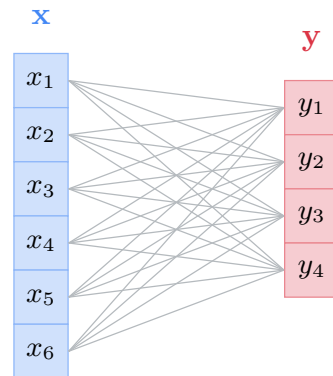 x
x₁
x₂
x₃
x₄
x₅
x₆
y
y₁
y₂
y₃
y₄